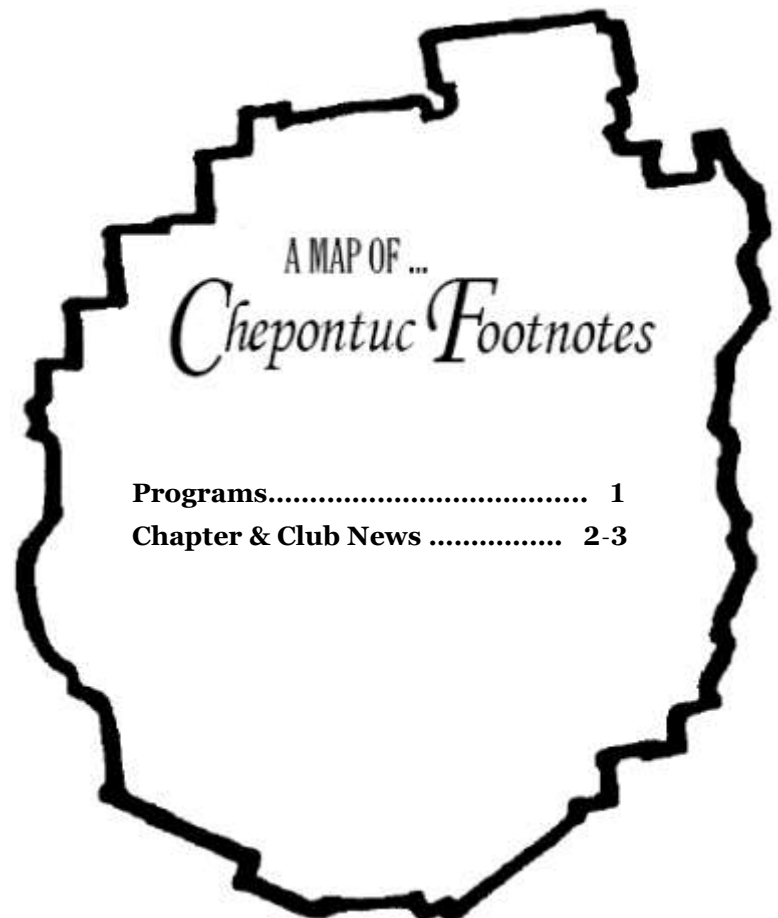 A MAP OF ...
Chepontuc Footnotes
Programs...................................... 1
Chapter & Club News ................ 2-3